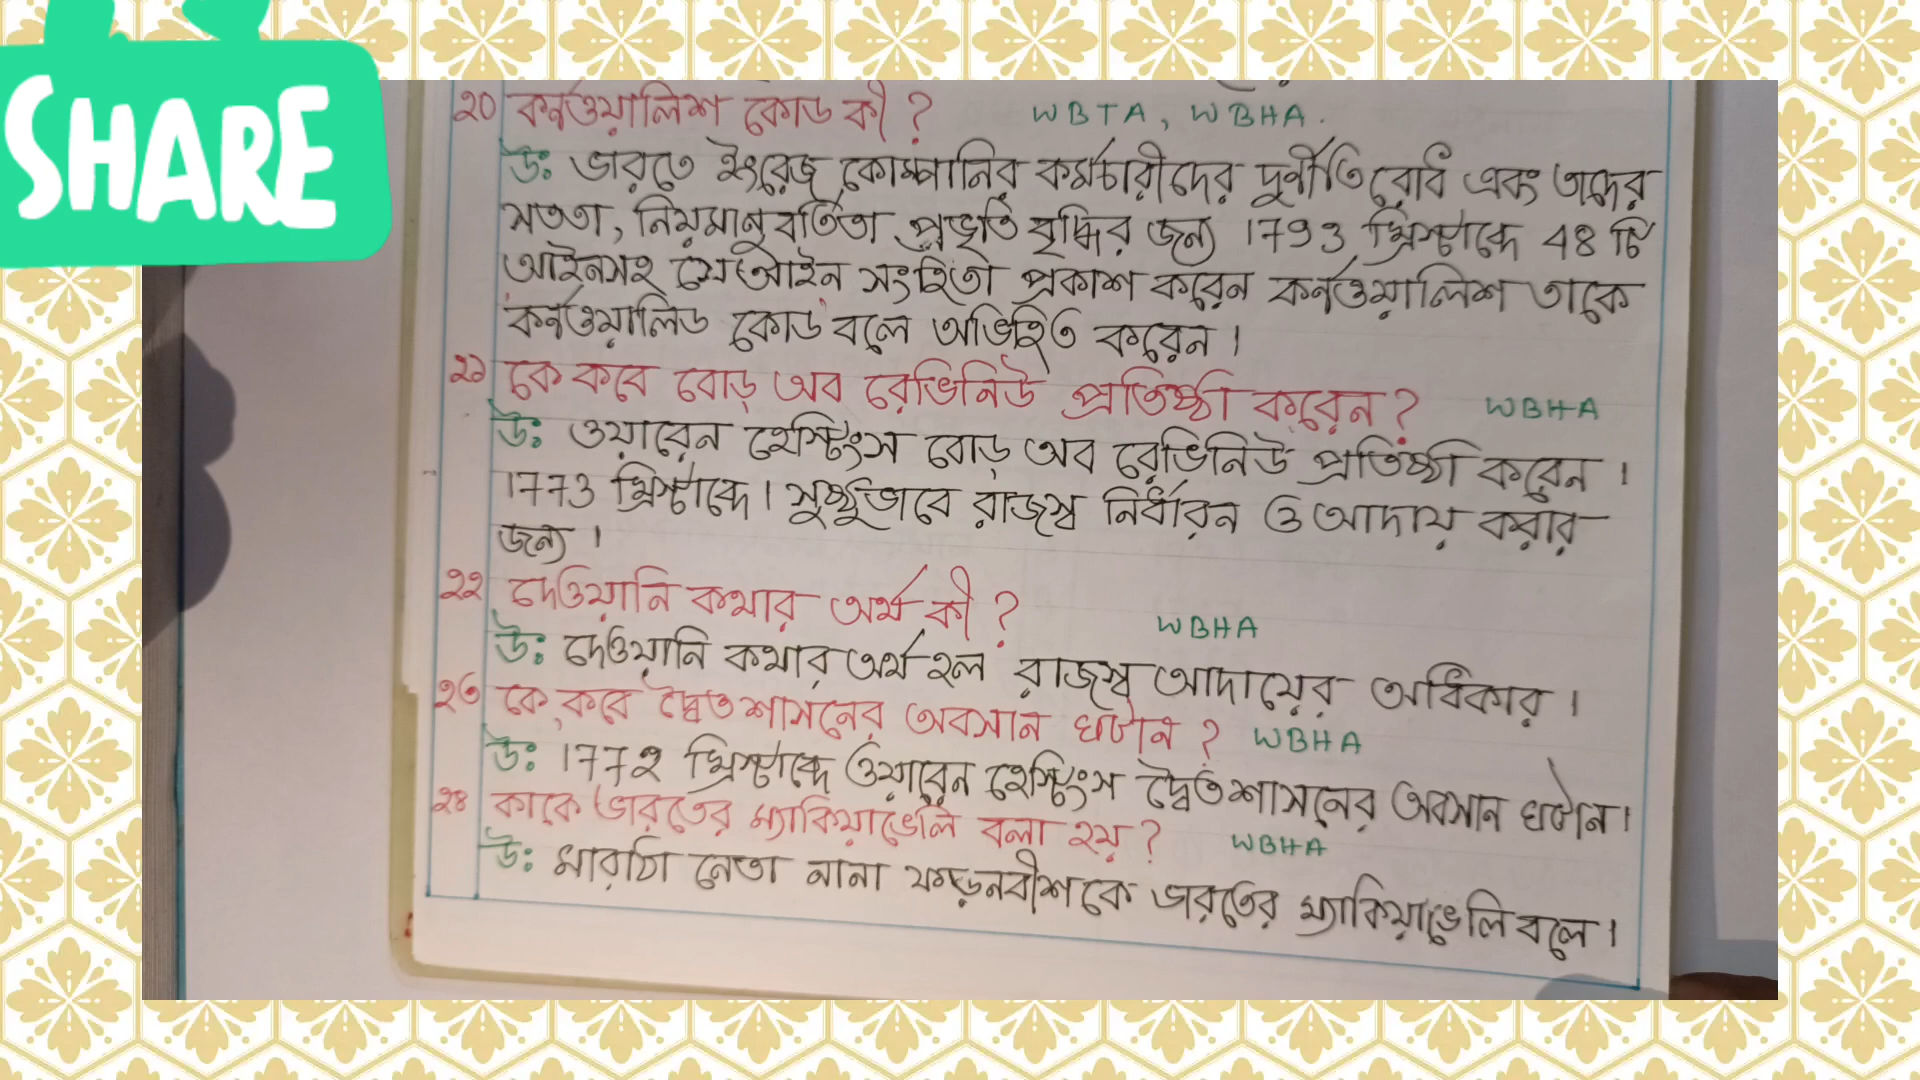 SHARE
২০ কর্নওয়ালিশ কোড কী ? WBTA, WBHA.
উঃ ভারতে ইংরেজ কোম্পানির কর্মচারীদের দুর্নীতি রোধ এবং তাদের
সততা, নিয়মানুবর্তিতা প্রভৃতি বৃদ্ধির জন্য 1793 খ্রিস্টাব্দে 48 টি
আইনসহ যে আইন সংহিতা প্রকাশ করেন কর্নওয়ালিশ তাকে
কর্নওয়ালিড কোড বলে অভিহিত করেন।
২১ কে কবে বোড্ অব রেভিনিউ প্রতিষ্ঠা করেন ? WBHA
উঃ ওয়ারেন হেস্টিংস বোড্ অব রেভিনিউ প্রতিষ্ঠা করেন।
1773 খ্রিস্টাব্দে। সুষ্ঠুভাবে রাজস্ব নির্ধারন ও আদায় করার
জন্য।
২২ দেওয়ানি কথার অর্থ কী ? WBHA
উঃ দেওয়ানি কথার অর্থ হল রাজস্ব আদায়ের অধিকার।
২৩ কে, কবে দ্বৈত শাসনের অবসান ঘটান ? WBHA
উঃ 1772 খ্রিস্টাব্দে ওয়ারেন হেস্টিংস দ্বৈত শাসনের অবসান ঘটান।
২৪ কাকে ভারতের ম্যাকিয়াভেলি বলা হয় ? WBHA
উঃ মারাঠা নেতা নানা ফড়নবীশকে ভারতের ম্যাকিয়াভেলি বলে।